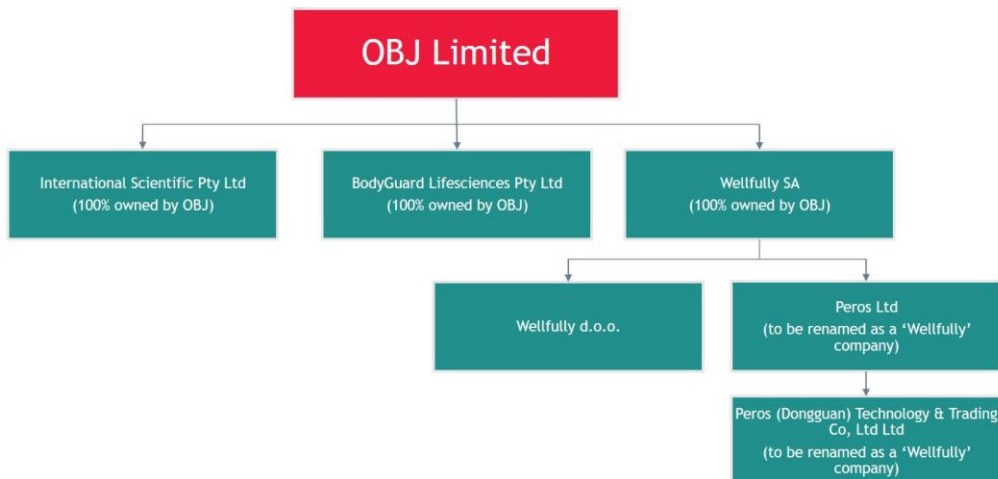 OBJ Limited
International Scientific Pty Ltd
(100% owned by OBJ)
BodyGuard Lifesciences Pty Ltd
(100% owned by OBJ)
Wellfully SA
(100% owned by OBJ)
Wellfully d.o.o.
Peros Ltd
(to be renamed as a ‘Wellfully’
company)
Peros (Dongguan) Technology & Trading
Co, Ltd Ltd
(to be renamed as a ‘Wellfully’
company)